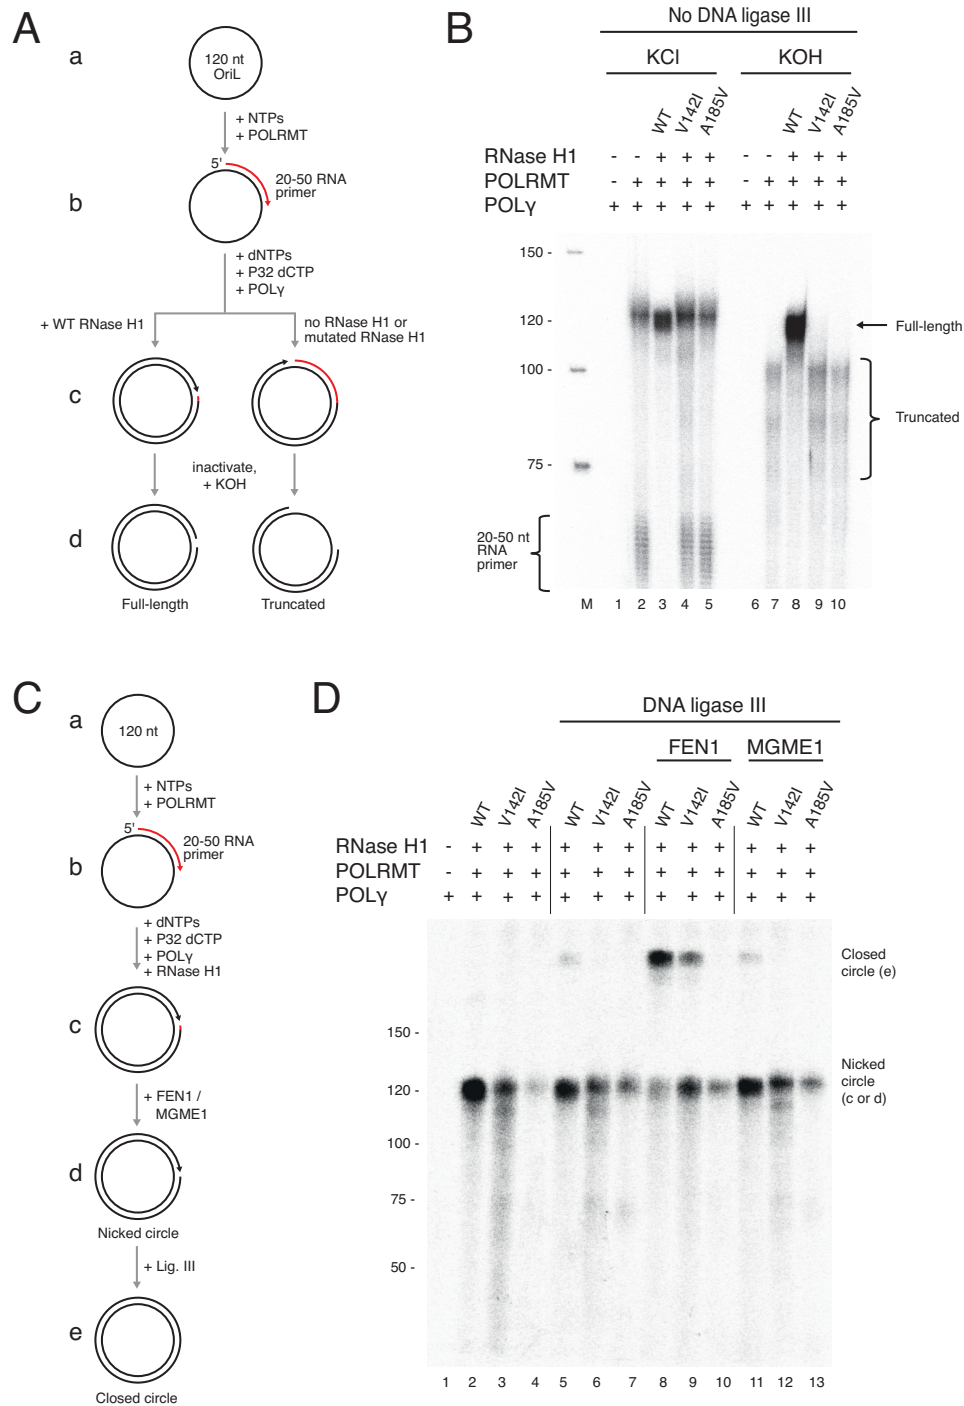 A
a
120 nt
OriL
+ NTPs
+ POLRMT
5'
20-50 RNA
primer
b
+ dNTPs
+ P32 dCTP
+ POLγ
+ WT RNase H1
no RNase H1 or
mutated RNase H1
c
inactivate,
+ KOH
d
Full-length
Truncated
B
No DNA ligase III
KCl
KOH
WT
V142I
A185V
WT
V142I
A185V
RNase H1 - - + + + - - + + +
POLRMT - + + + + - + + + +
POLγ + + + + + + + + + +
150 -
120 -
100 -
75 -
Full-length
Truncated
20-50 nt
RNA
primer
M 1 2 3 4 5 6 7 8 9 10
C
a
120 nt
+ NTPs
+ POLRMT
5'
20-50 RNA
primer
b
+ dNTPs
+ P32 dCTP
+ POLγ
+ RNase H1
c
+ FEN1 /
MGME1
d
Nicked circle
+ Lig. III
e
Closed circle
D
DNA ligase III
FEN1
MGME1
WT
V142I
A185V
WT
V142I
A185V
WT
V142I
A185V
WT
V142I
A185V
RNase H1 - + + + + + + + + + + + +
POLRMT - + + + + + + + + + + + +
POLγ + + + + + + + + + + + + +
Closed
circle (e)
150 -
Nicked
circle
(c or d)
120 -
100 -
75 -
50 -
1 2 3 4 5 6 7 8 9 10 11 12 13